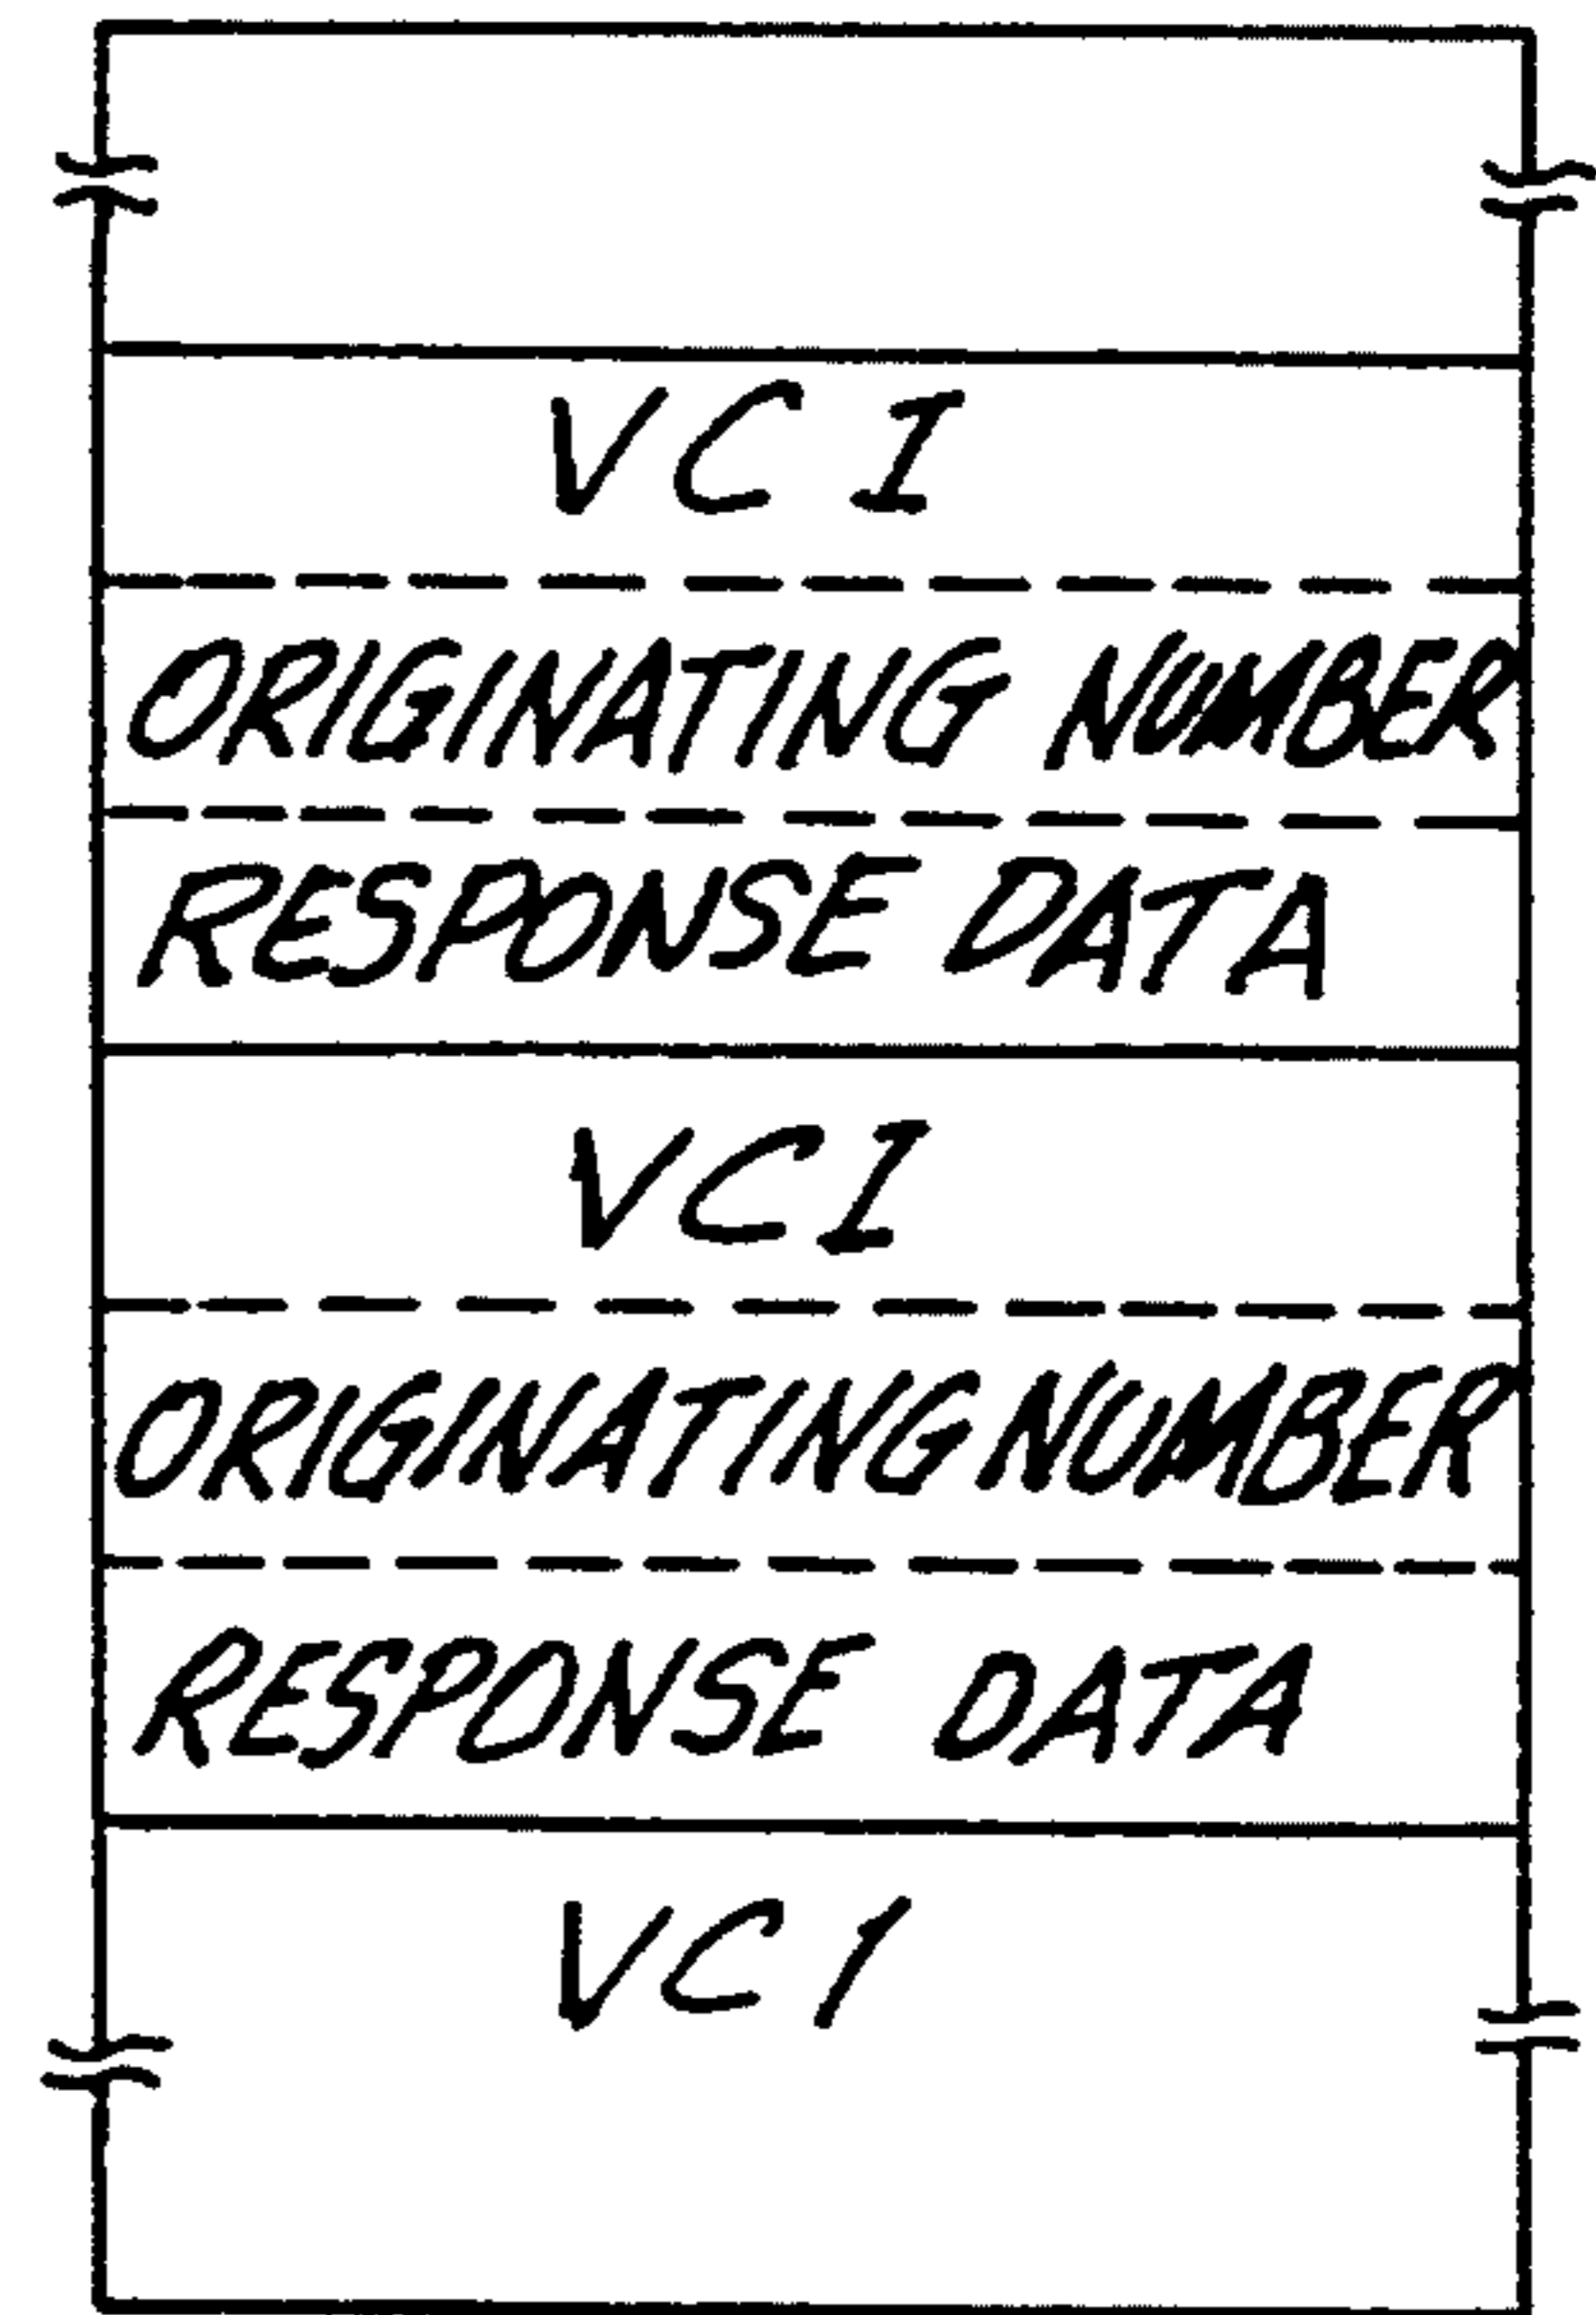 VCI
ORIGINATING NUMBER
RESPONSE DATA
VCI
ORIGINATING NUMBER
RESPONSE DATA
VCI